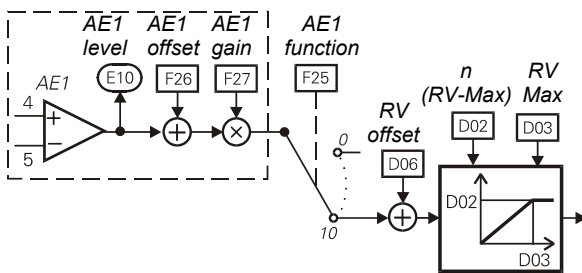 AE1 AE1 AE1 AE1
level offset gain function
AE1 E10 F26 F27 F25
4 +
5 −
+ ×
0
10
n RV
(RV-Max) Max
RV
offset D02 D03
D06
+
D02
D03